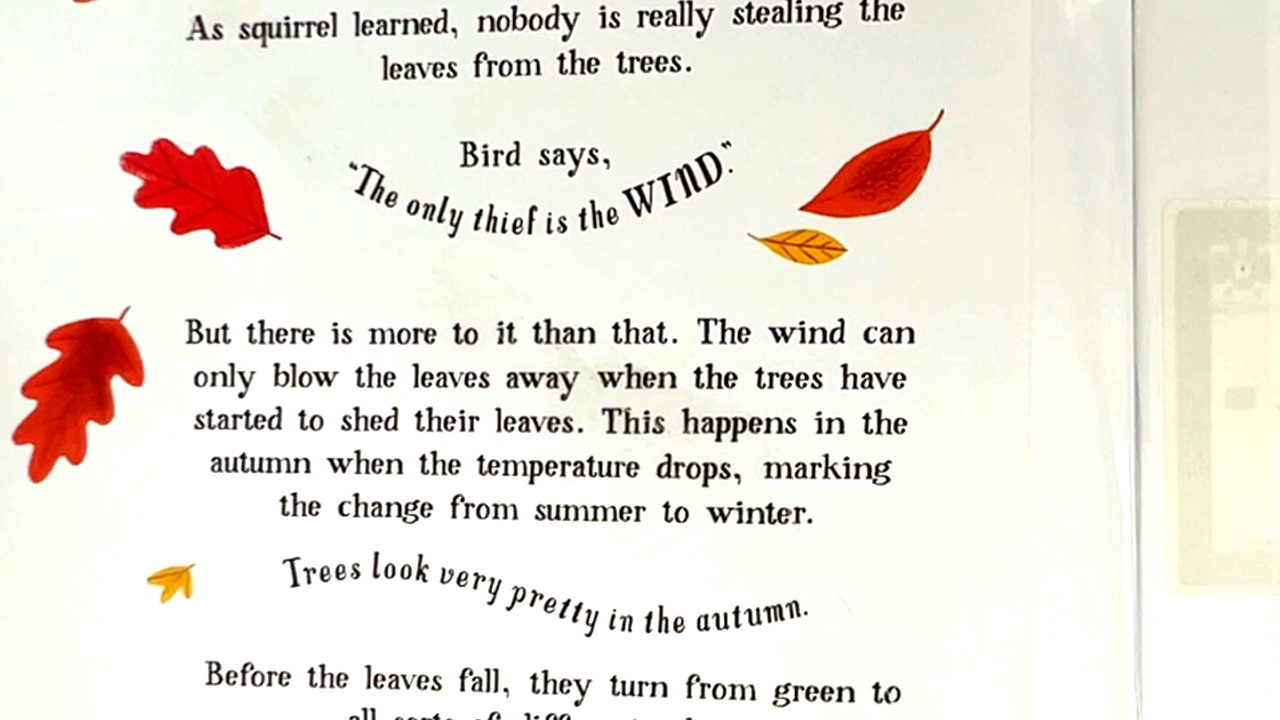 As squirrel learned, nobody is really stealing the
leaves from the trees.
Bird says,
"The only thief is the WIND."
But there is more to it than that. The wind can
only blow the leaves away when the trees have
started to shed their leaves. This happens in the
autumn when the temperature drops, marking
the change from summer to winter.
Trees look very pretty in the autumn.
Before the leaves fall, they turn from green to
all sorts of